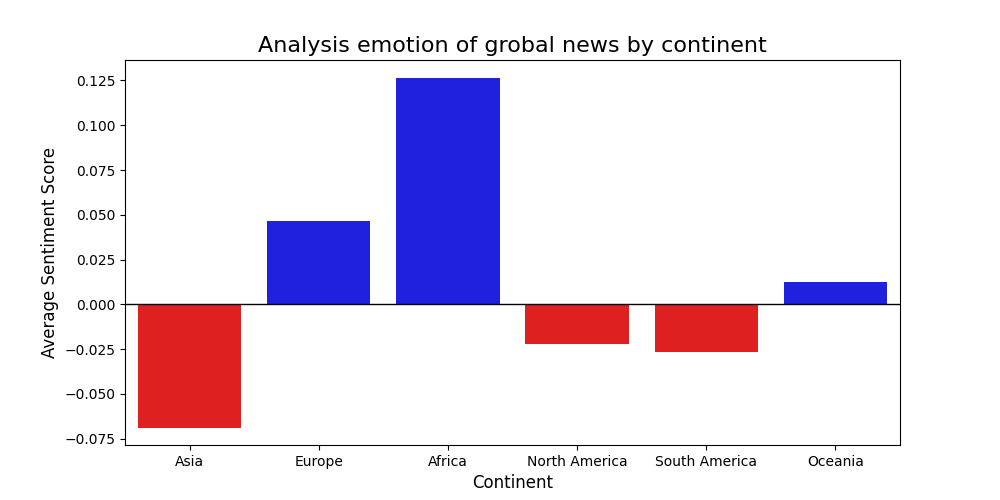 Analysis emotion of grobal news by continent
Average Sentiment Score
0.125
0.100
0.075
0.050
0.025
0.000
−0.025
−0.050
−0.075
Asia Europe Africa North America South America Oceania
Continent